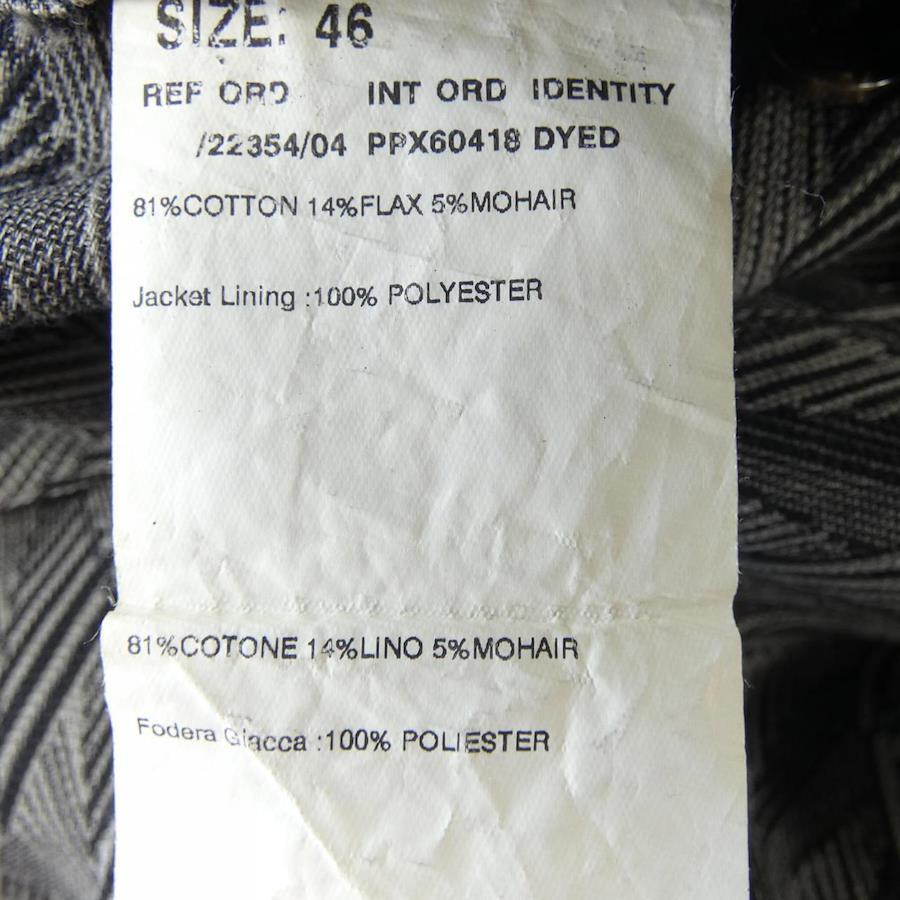 SIZE: 46
REF ORD INT ORD IDENTITY
/22354/04 PPX60418 DYED
81%COTTON 14%FLAX 5%MOHAIR
Jacket Lining :100% POLYESTER
81%COTONE 14%LINO 5%MOHAIR
Fodera Giacca :100% POLIESTER